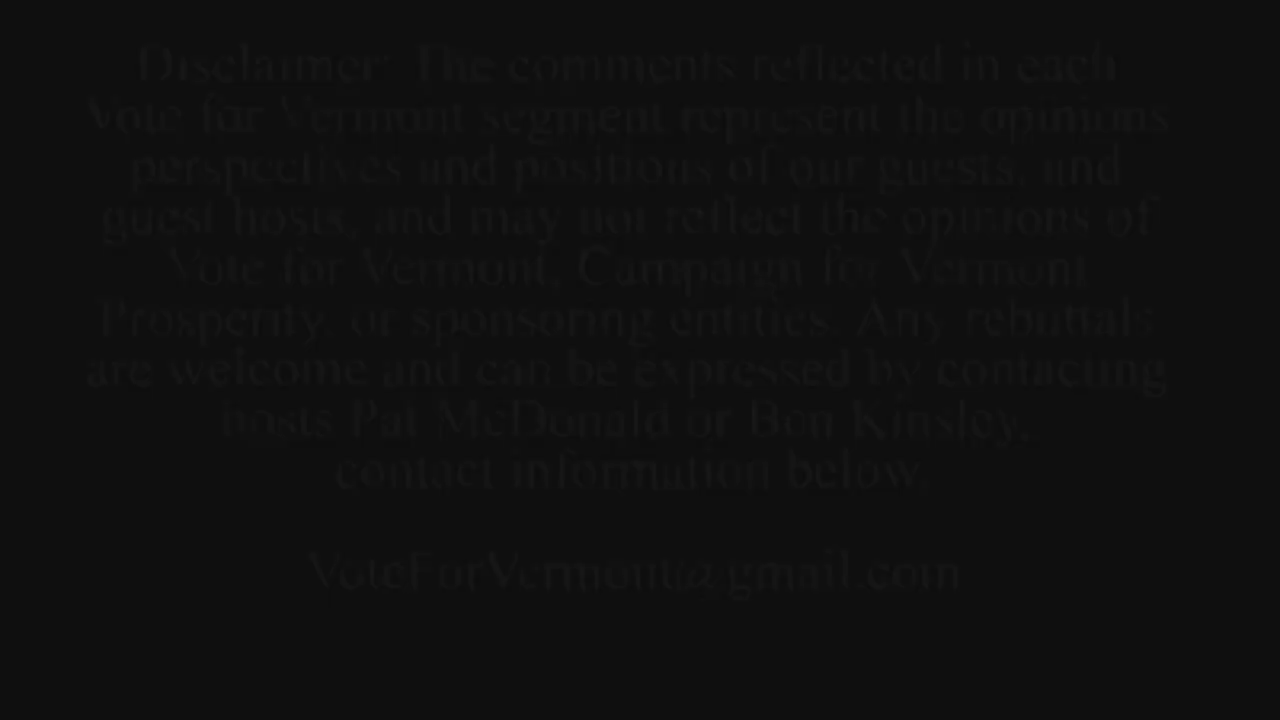 Disclaimer: The comments reflected in each
Vote for Vermont segment represent the opinions
perspectives and positions of our guests, and
guest hosts, and may not reflect the opinions of
Vote for Vermont, Campaign for Vermont
Prosperity, or sponsoring entities. Any rebuttals
are welcome and can be expressed by contacting
hosts Pat McDonald or Ben Kinsley,
contact information below.
VoteForVermont@gmail.com